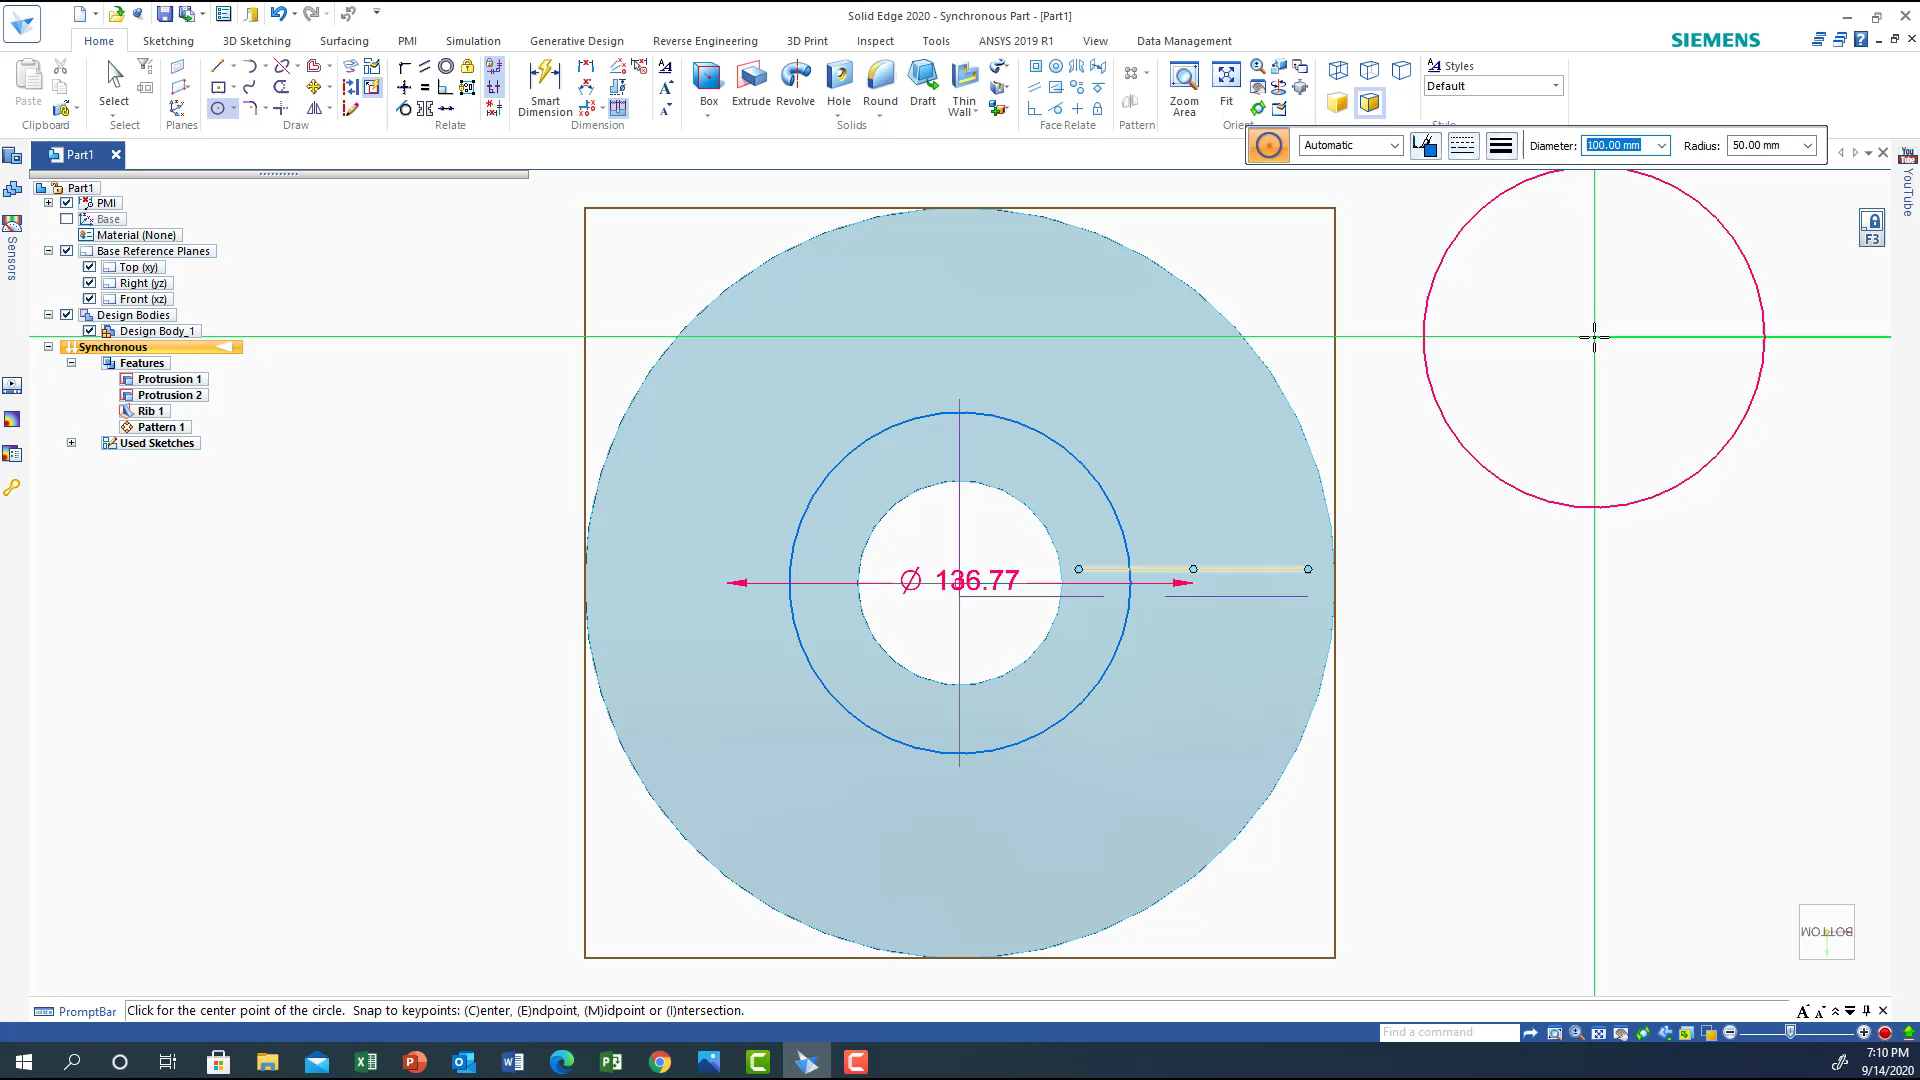 Solid Edge 2020 - Synchronous Part - [Part1]
Home Sketching 3D Sketching Surfacing PMI Simulation Generative Design Reverse Engineering 3D Print Inspect Tools ANSYS 2019 R1 View Data Management
SIEMENS
Paste
Select
Smart Dimension
Box
Extrude
Revolve
Hole
Round
Draft
Thin Wall
Zoom Area
Fit
Styles
Default
Clipboard Select Planes Draw Relate Dimension Solids Face Relate Pattern Orient Style
Automatic
Diameter: 100.00 mm
Radius: 50.00 mm
Part1
YouTube
You Tube
F3
Sensors
Part1
PMI
Base
Material (None)
Base Reference Planes
Top (xy)
Right (yz)
Front (xz)
Design Bodies
Design Body_1
Synchronous
Features
Protrusion 1
Protrusion 2
Rib 1
Pattern 1
Used Sketches
Ø 136.77
BOTTOM
PromptBar
Click for the center point of the circle. Snap to keypoints: (C)enter, (E)ndpoint, (M)idpoint or (I)ntersection.
Find a command
7:10 PM
9/14/2020